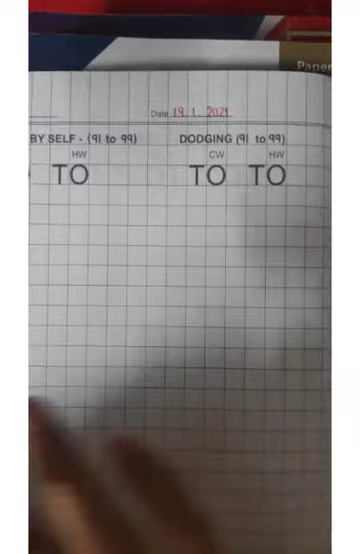 Paper
Date 19.1.2021
BY SELF - (91 to 99) DODGING (91 to 99)
HW CW HW
TO TO TO